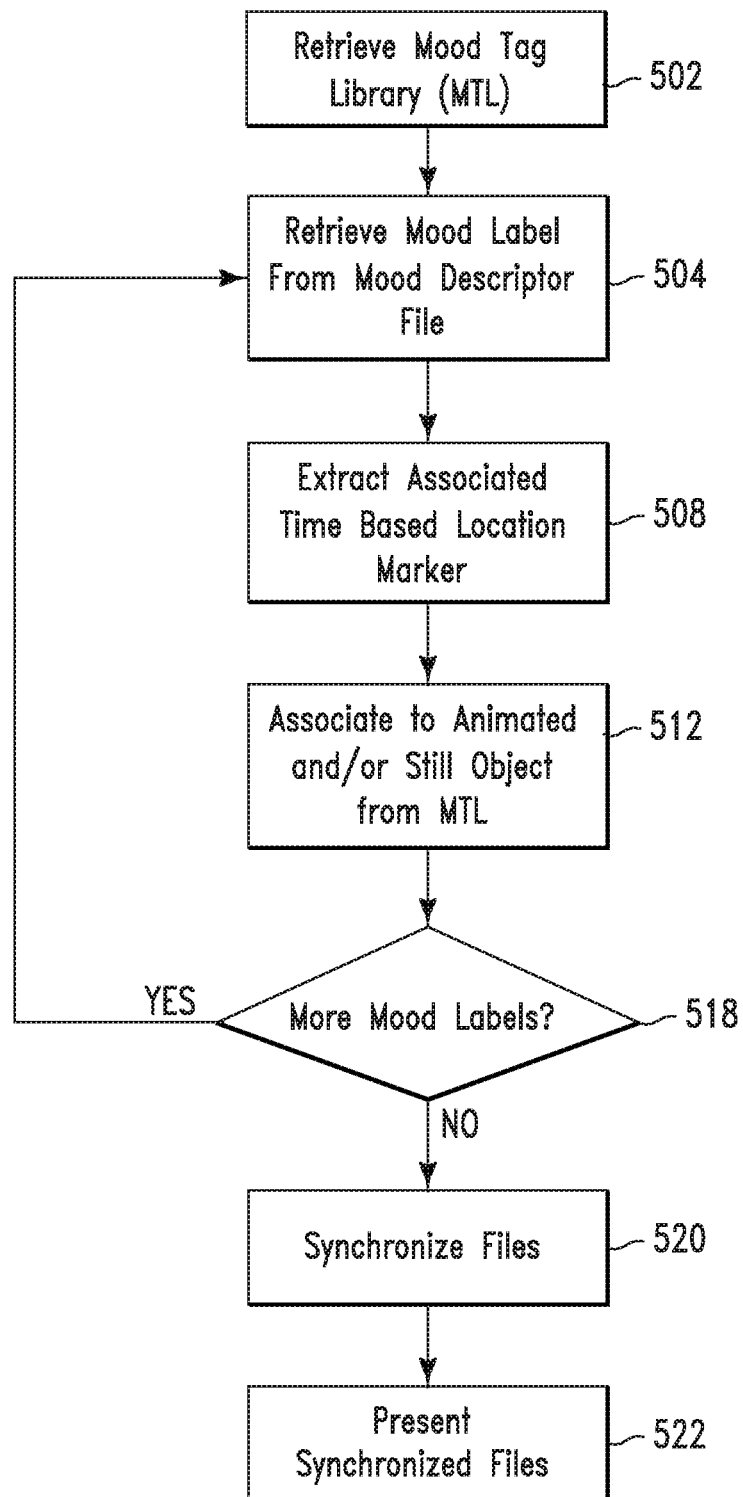 Retrieve Mood Tag
Library (MTL)
502
Retrieve Mood Label
From Mood Descriptor
File
504
Extract Associated
Time Based Location
Marker
508
Associate to Animated
and/or Still Object
from MTL
512
YES
More Mood Labels?
518
NO
Synchronize Files
520
Present
Synchronized Files
522